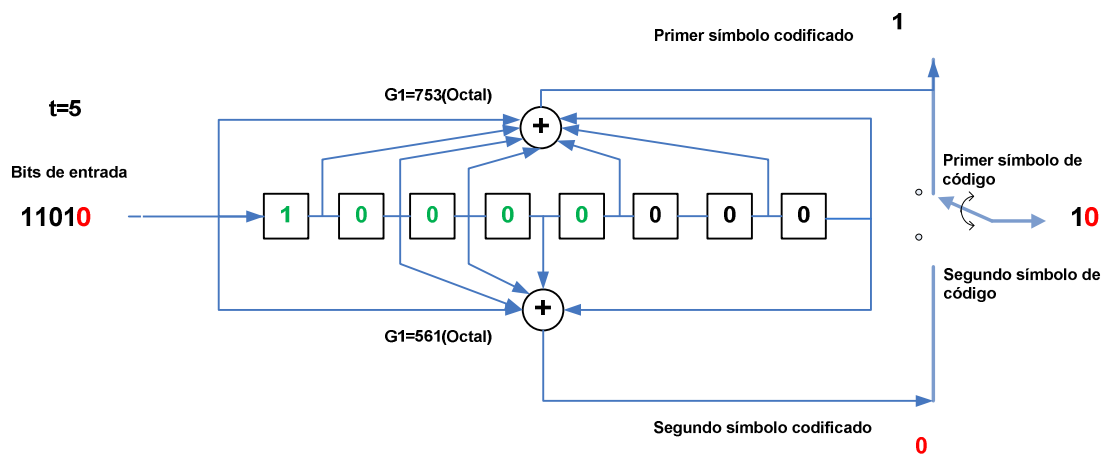 1
Primer símbolo codificado
G1=753(Octal)
t=5
+
Primer símbolo de
código
Bits de entrada
11010
1 0 0 0 0 0 0 0
10
Segundo símbolo de
código
+
G1=561(Octal)
Segundo símbolo codificado
0